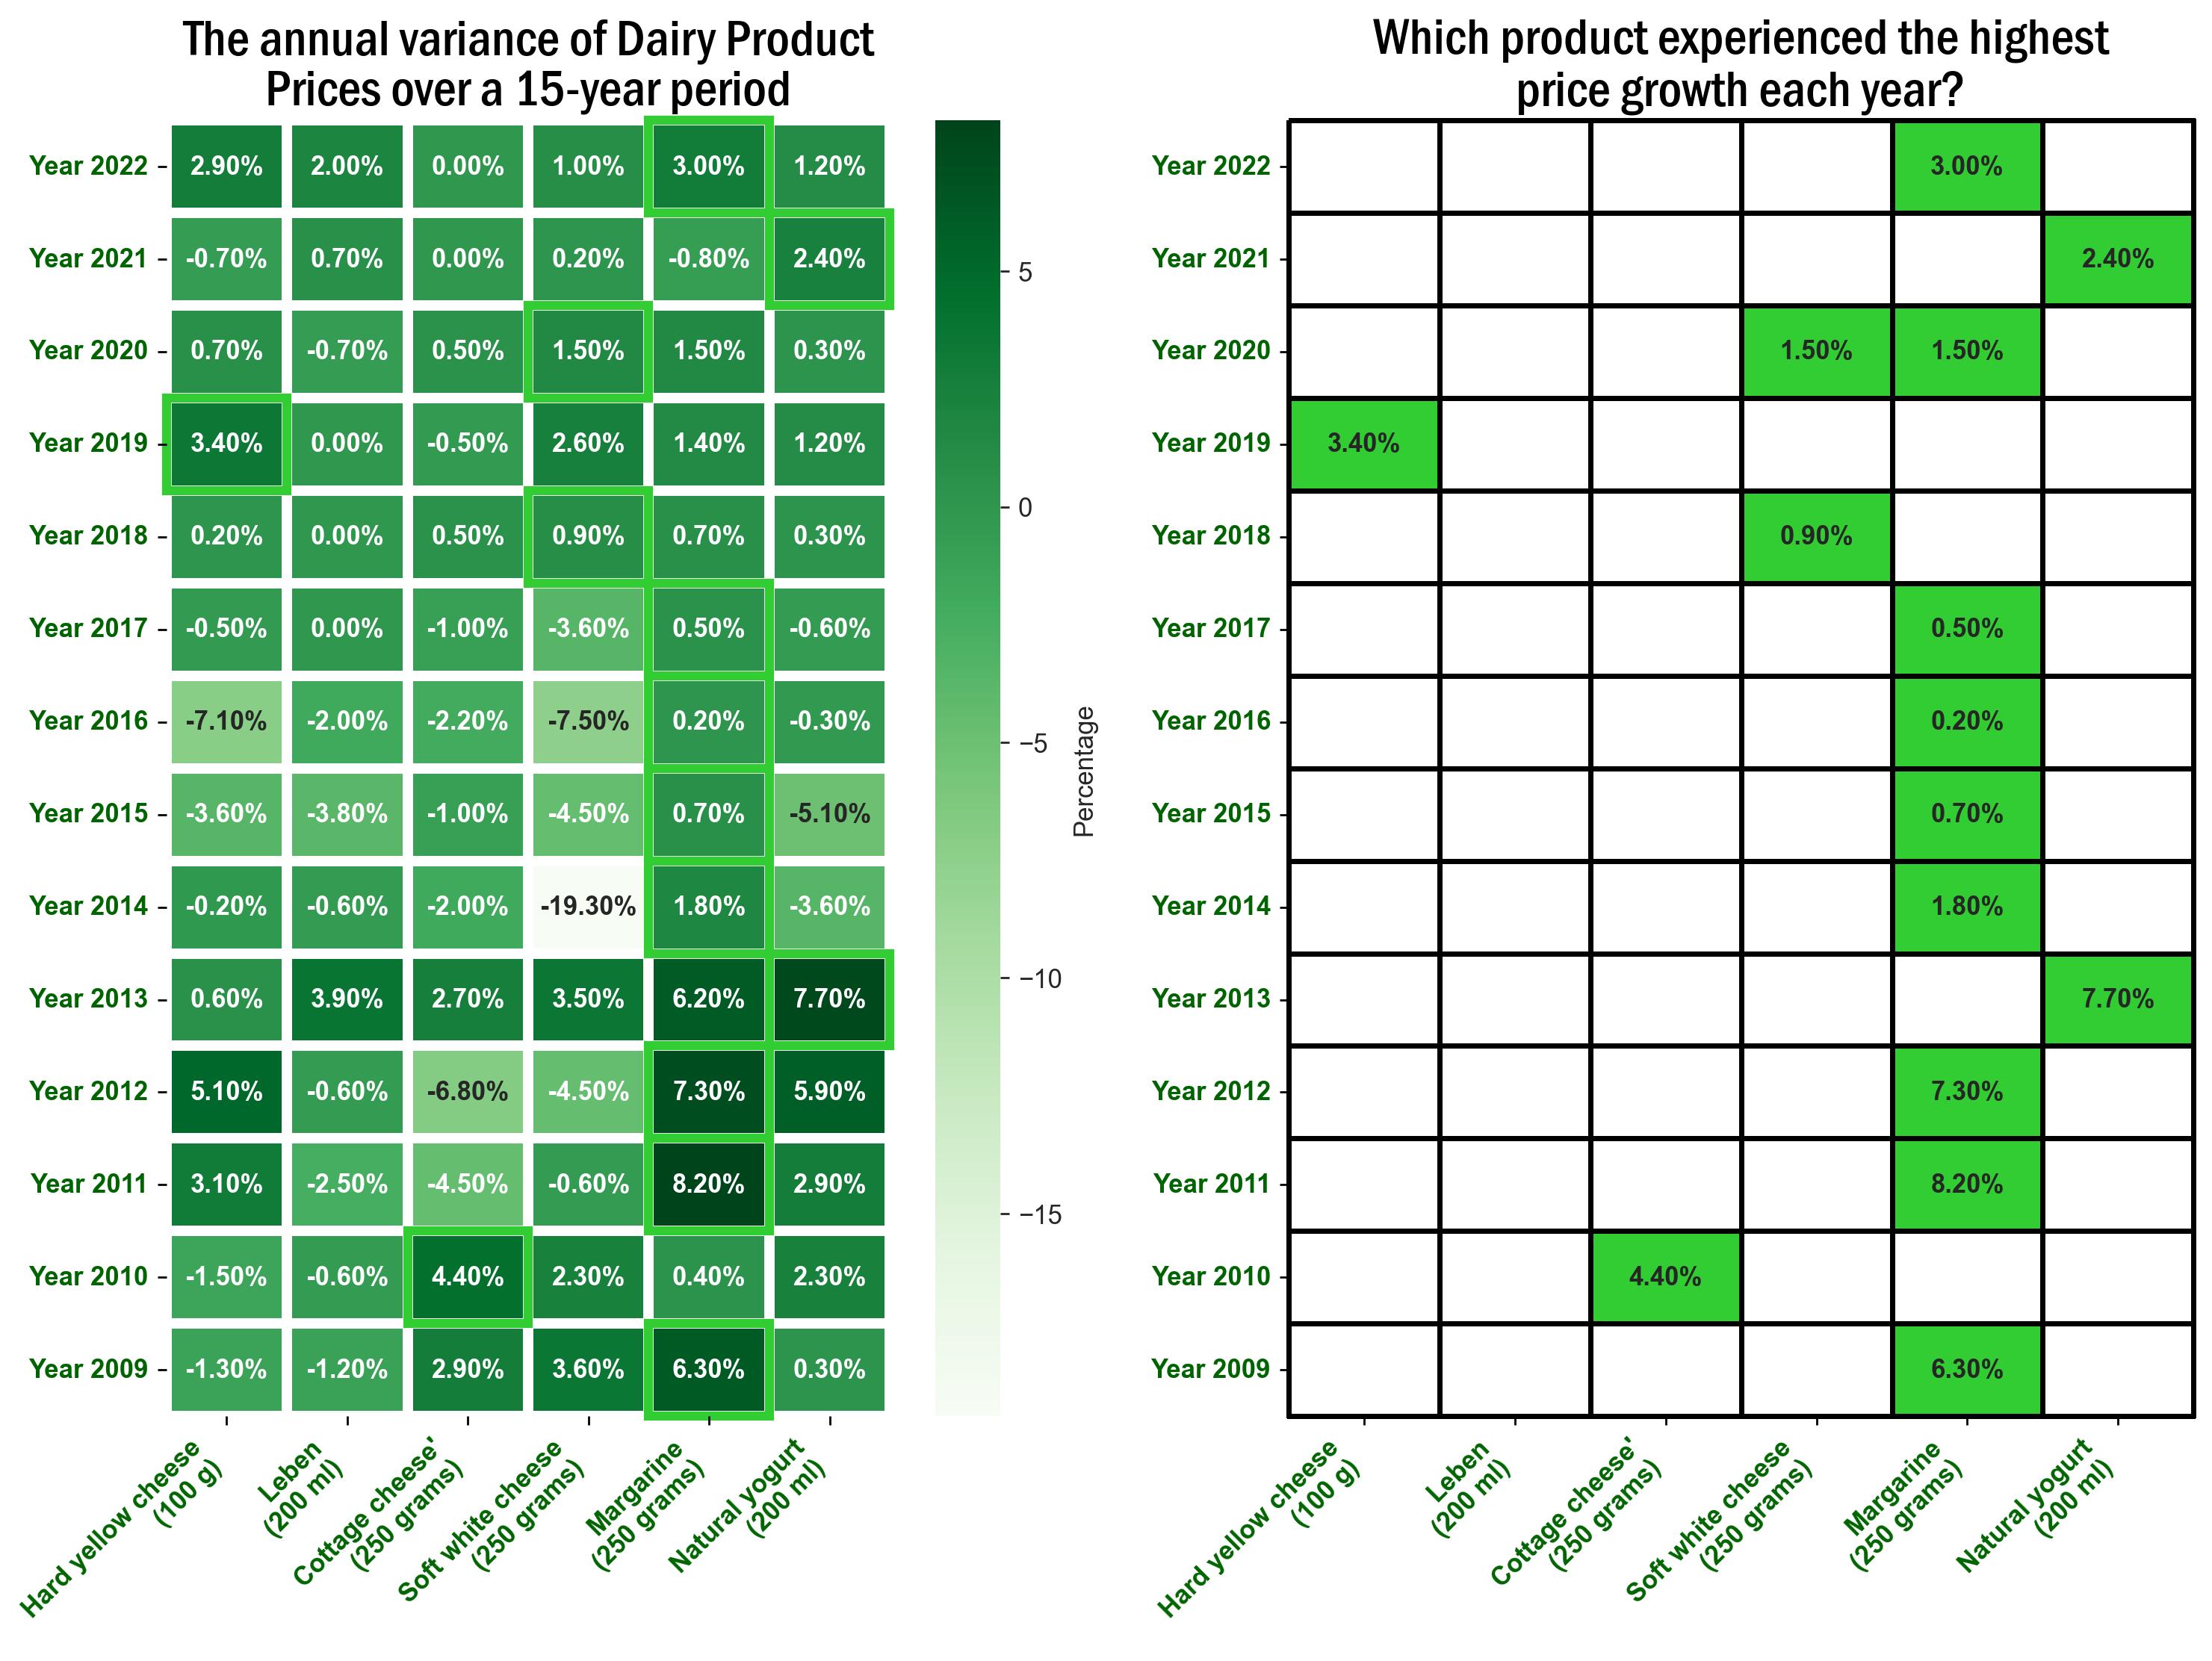 The annual variance of Dairy Product
Prices over a 15-year period
Year 2022 2.90% 2.00% 0.00% 1.00% 3.00% 1.20%
Year 2021 -0.70% 0.70% 0.00% 0.20% -0.80% 2.40%
Year 2020 0.70% -0.70% 0.50% 1.50% 1.50% 0.30%
Year 2019 3.40% 0.00% -0.50% 2.60% 1.40% 1.20%
Year 2018 0.20% 0.00% 0.50% 0.90% 0.70% 0.30%
Year 2017 -0.50% 0.00% -1.00% -3.60% 0.50% -0.60%
Year 2016 -7.10% -2.00% -2.20% -7.50% 0.20% -0.30%
Year 2015 -3.60% -3.80% -1.00% -4.50% 0.70% -5.10%
Year 2014 -0.20% -0.60% -2.00% -19.30% 1.80% -3.60%
Year 2013 0.60% 3.90% 2.70% 3.50% 6.20% 7.70%
Year 2012 5.10% -0.60% -6.80% -4.50% 7.30% 5.90%
Year 2011 3.10% -2.50% -4.50% -0.60% 8.20% 2.90%
Year 2010 -1.50% -0.60% 4.40% 2.30% 0.40% 2.30%
Year 2009 -1.30% -1.20% 2.90% 3.60% 6.30% 0.30%
Hard yellow cheese
(100 g)
Leben
(200 ml)
Cottage cheese'
(250 grams)
Soft white cheese
(250 grams)
Margarine
(250 grams)
Natural yogurt
(200 ml)
5
0
−5
−10
−15
Percentage
Which product experienced the highest
price growth each year?
Year 2022 3.00%
Year 2021 2.40%
Year 2020 1.50% 1.50%
Year 2019 3.40%
Year 2018 0.90%
Year 2017 0.50%
Year 2016 0.20%
Year 2015 0.70%
Year 2014 1.80%
Year 2013 7.70%
Year 2012 7.30%
Year 2011 8.20%
Year 2010 4.40%
Year 2009 6.30%
Hard yellow cheese
(100 g)
Leben
(200 ml)
Cottage cheese'
(250 grams)
Soft white cheese
(250 grams)
Margarine
(250 grams)
Natural yogurt
(200 ml)